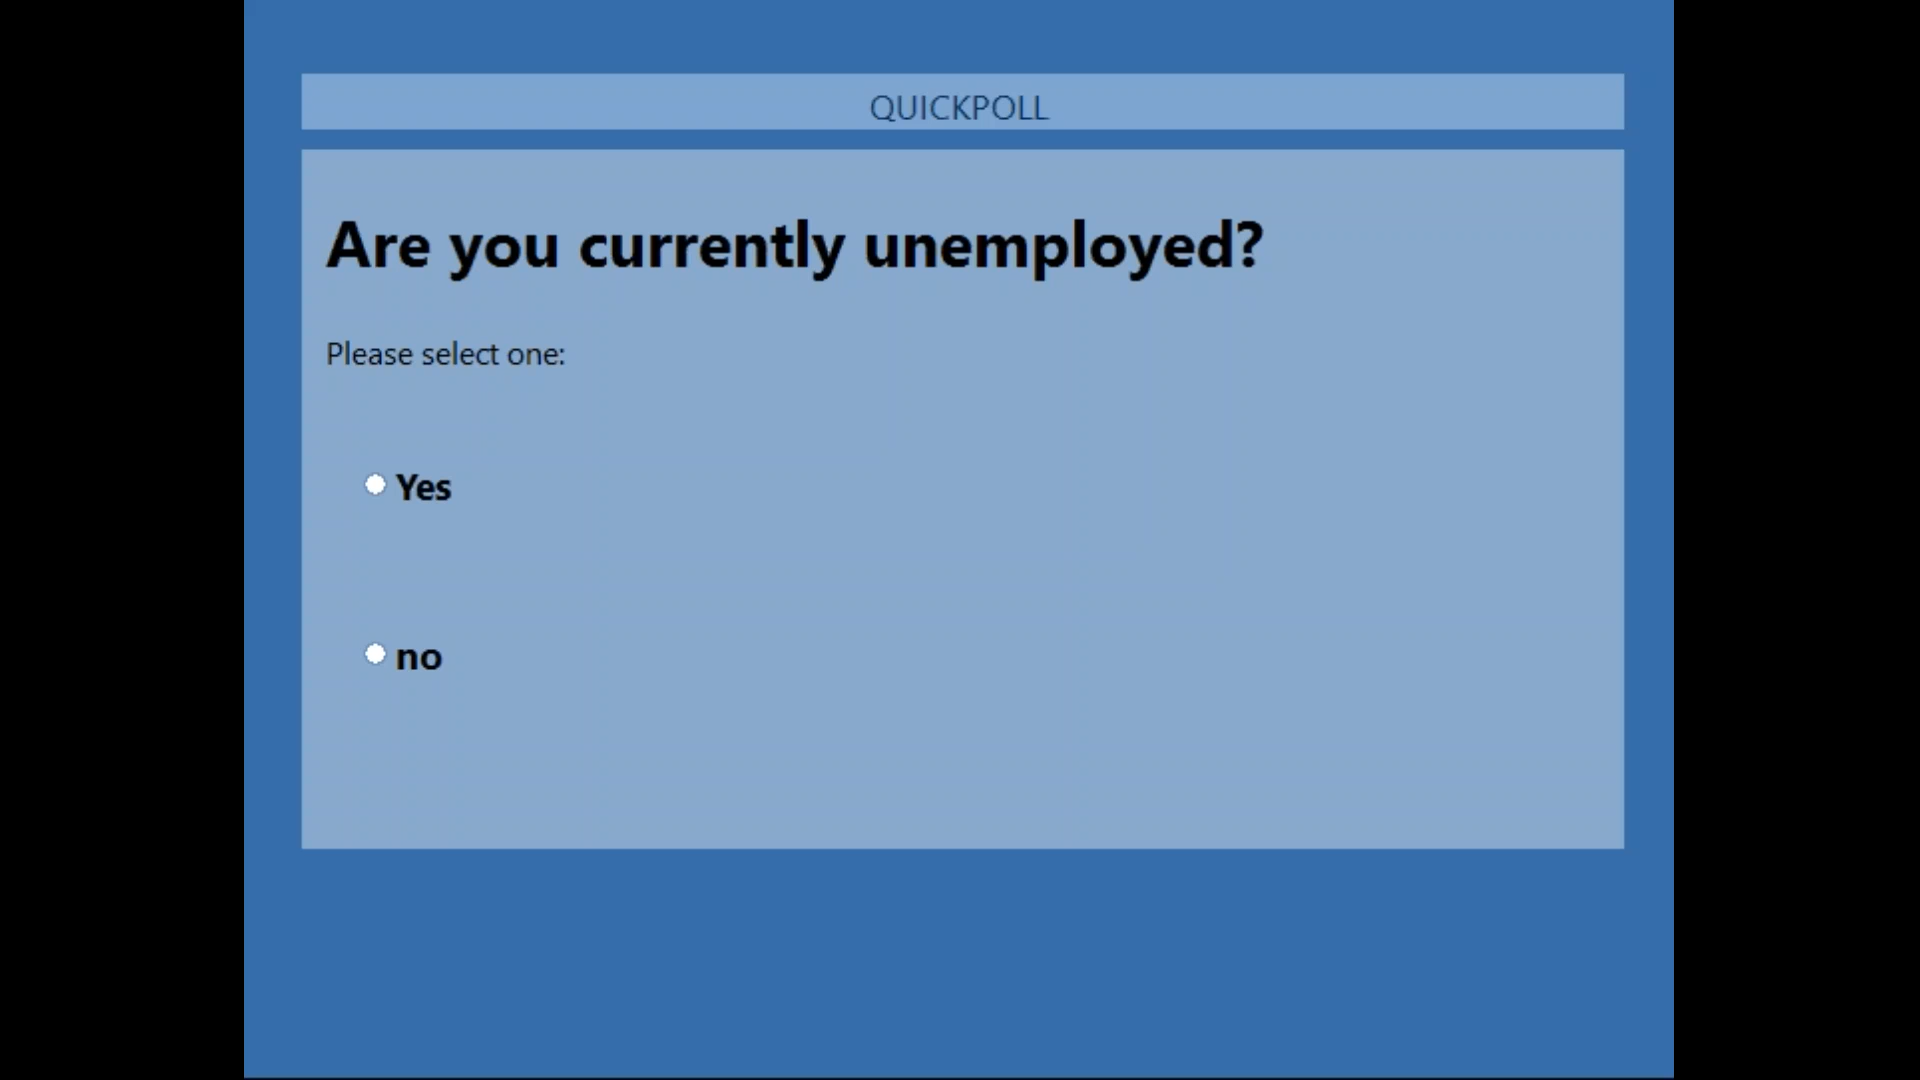 QUICKPOLL
Are you currently unemployed?
Please select one:
Yes
no